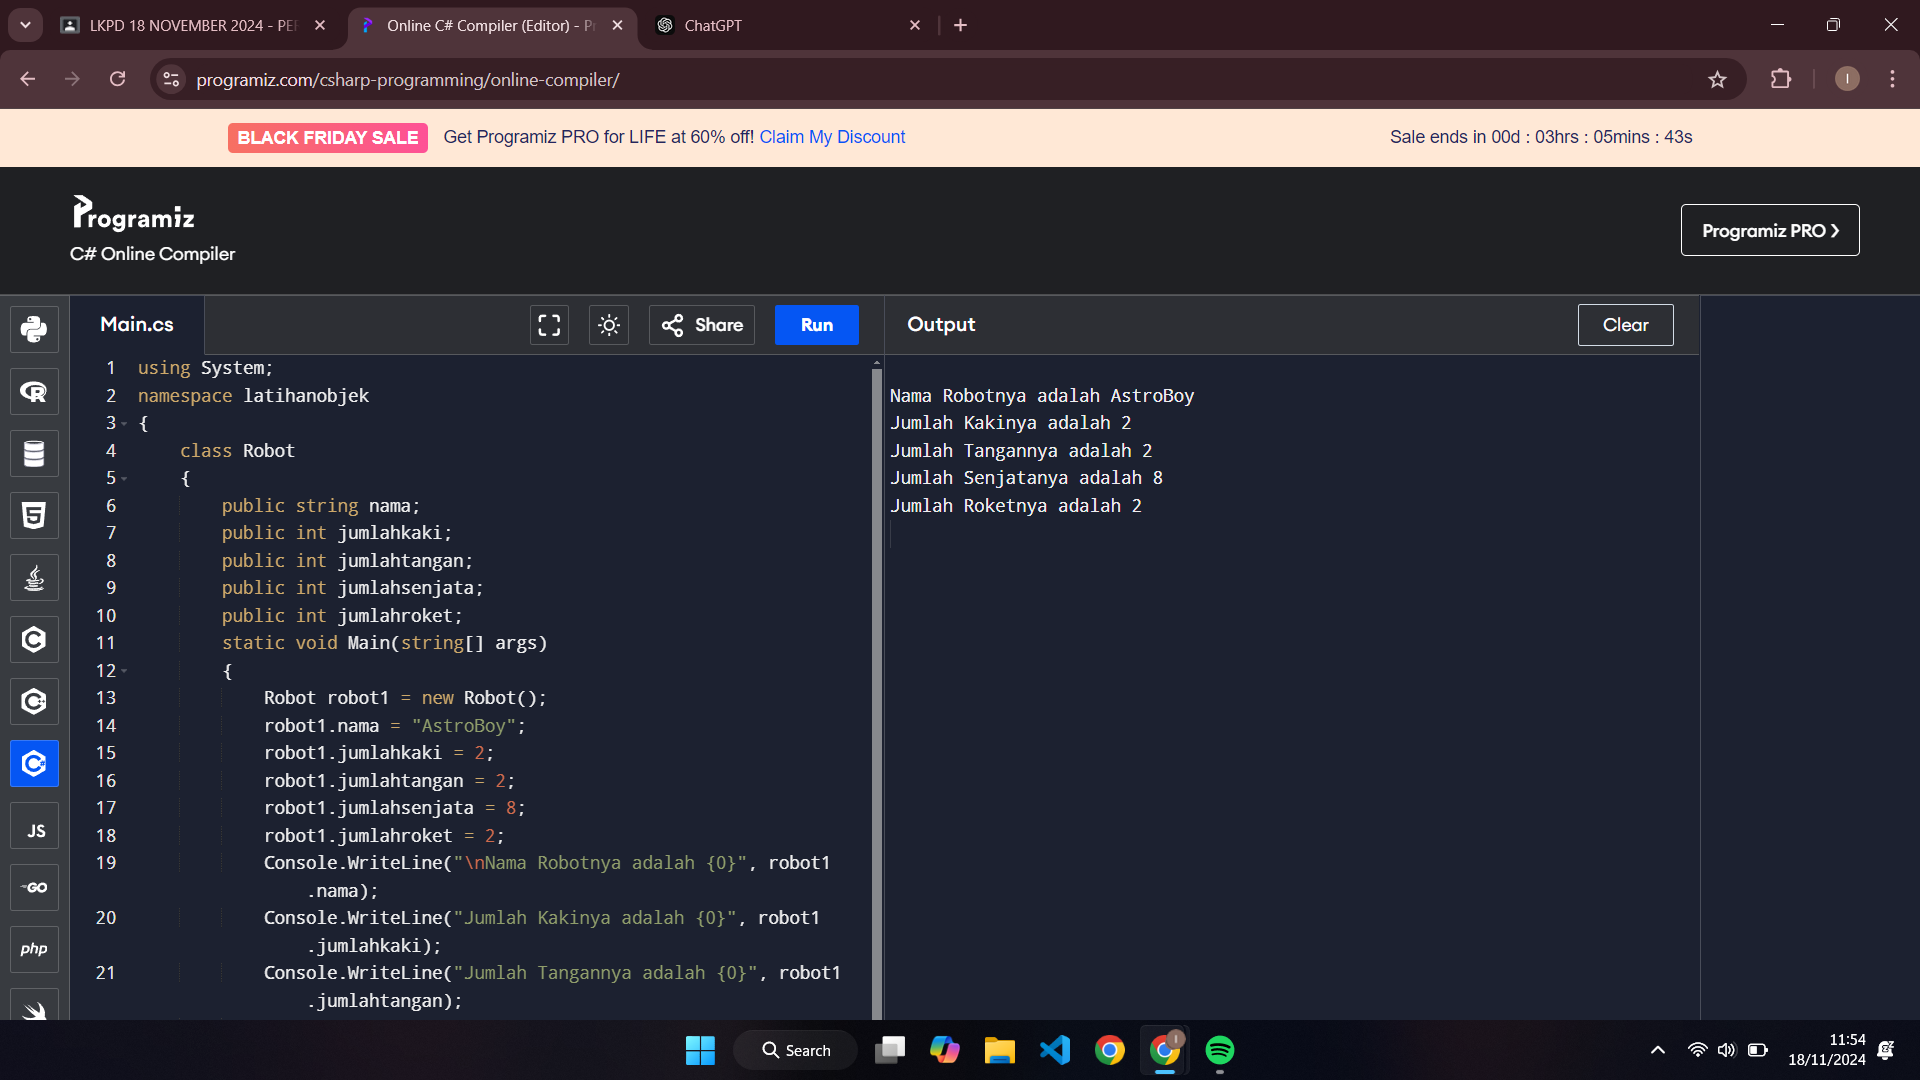 LKPD 18 NOVEMBER 2024 - PEI
Online C# Compiler (Editor) - Pr
ChatGPT
programiz.com/csharp-programming/online-compiler/
I
BLACK FRIDAY SALE
Get Programiz PRO for LIFE at 60% off! Claim My Discount
Sale ends in 00d : 03hrs : 05mins : 43s
Programiz
C# Online Compiler
Programiz PRO
Main.cs
Share
Run
Output
Clear
1 using System;
2 namespace latihanobjek
3 {
4 class Robot
5 {
6 public string nama;
7 public int jumlahkaki;
8 public int jumlahtangan;
9 public int jumlahsenjata;
10 public int jumlahroket;
11 static void Main(string[] args)
12 {
13 Robot robot1 = new Robot();
14 robot1.nama = "AstroBoy";
15 robot1.jumlahkaki = 2;
16 robot1.jumlahtangan = 2;
17 robot1.jumlahsenjata = 8;
18 robot1.jumlahroket = 2;
19 Console.WriteLine("\nNama Robotnya adalah {0}", robot1
.nama);
20 Console.WriteLine("Jumlah Kakinya adalah {0}", robot1
.jumlahkaki);
21 Console.WriteLine("Jumlah Tangannya adalah {0}", robot1
.jumlahtangan);
Nama Robotnya adalah AstroBoy
Jumlah Kakinya adalah 2
Jumlah Tangannya adalah 2
Jumlah Senjatanya adalah 8
Jumlah Roketnya adalah 2
R
5
C
C
C#
JS
GO
php
Search
I
11:54
18/11/2024